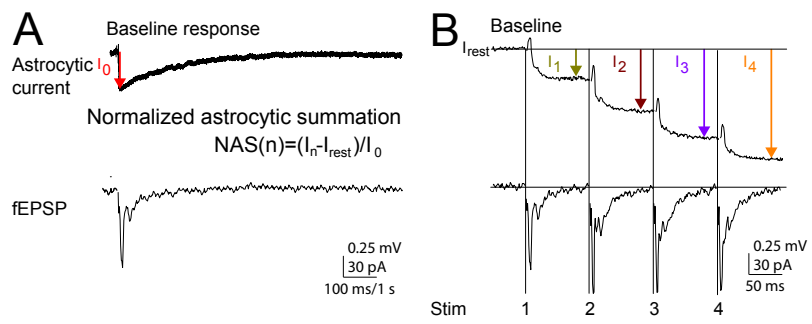 A
Baseline response
Astrocytic
current
I0
Normalized astrocytic summation
NAS(n)=(In-Irest)/I0
fEPSP
0.25 mV
30 pA
100 ms/1 s
B
Baseline
Irest
I1 I2 I3 I4
0.25 mV
30 pA
50 ms
Stim 1 2 3 4